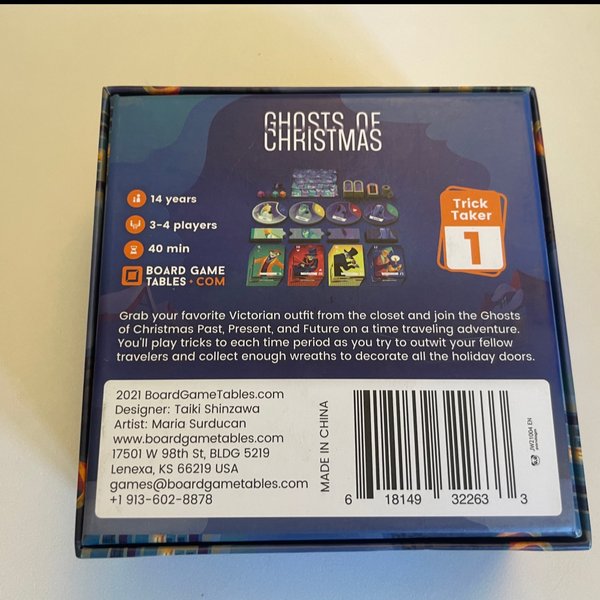 GHOSTS OF
CHRISTMAS
14 years
3-4 players
40 min
BOARD GAME
TABLES•COM
Trick
Taker
1
Grab your favorite Victorian outfit from the closet and join the Ghosts
of Christmas Past, Present, and Future on a time traveling adventure.
You'll play tricks to each time period as you try to outwit your fellow
travelers and collect enough wreaths to decorate all the holiday doors.
2021 BoardGameTables.com
Designer: Taiki Shinzawa
Artist: Maria Surducan
www.boardgametables.com
17501 W 98th St, BLDG 5219
Lenexa, KS 66219 USA
games@boardgametables.com
+1 913-602-8878
MADE IN CHINA
6 18149 32263 3
JW21004 EN